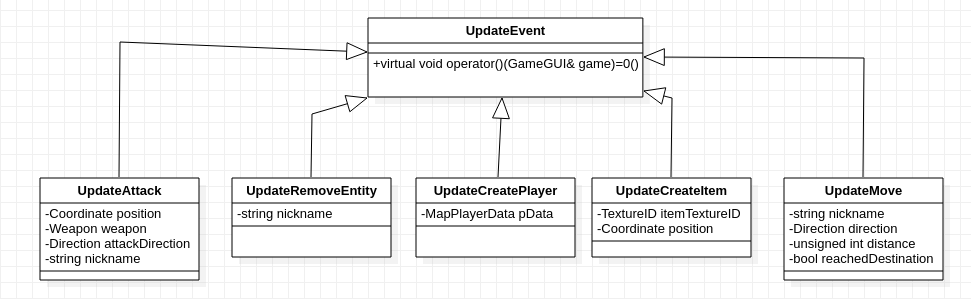 UpdateEvent
+virtual void operator()(GameGUI& game)=0()
UpdateAttack
-Coordinate position
-Weapon weapon
-Direction attackDirection
-string nickname
UpdateRemoveEntity
-string nickname
UpdateCreatePlayer
-MapPlayerData pData
UpdateCreateItem
-TextureID itemTextureID
-Coordinate position
UpdateMove
-string nickname
-Direction direction
-unsigned int distance
-bool reachedDestination